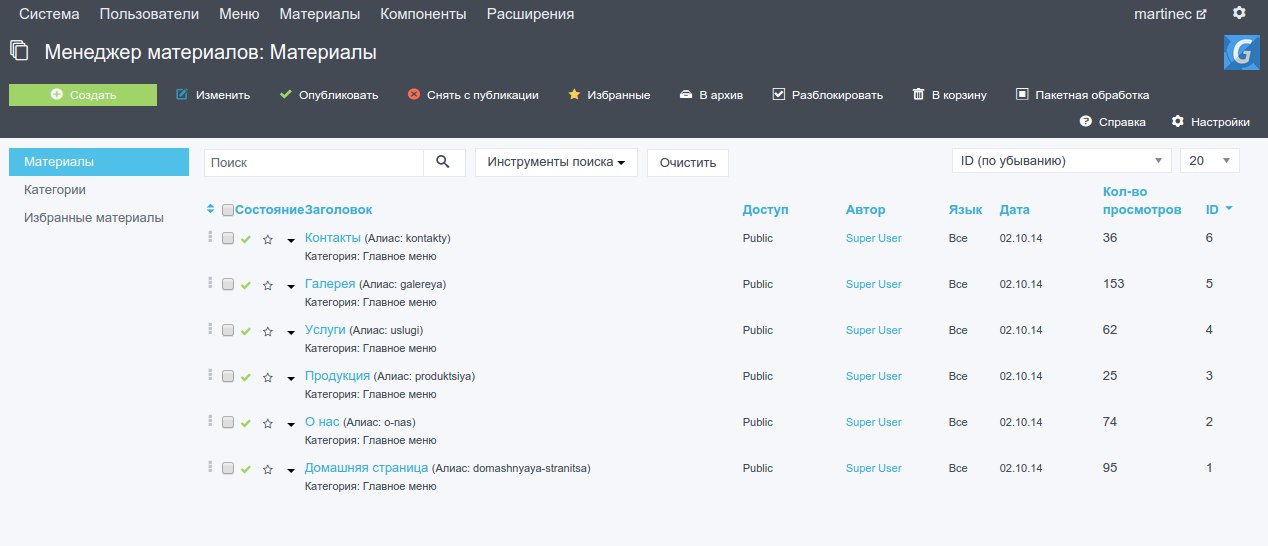 Система Пользователи Меню Материалы Компоненты Расширения martinec
Менеджер материалов: Материалы G
Создать Изменить Опубликовать Снять с публикации Избранные В архив Разблокировать В корзину Пакетная обработка
Справка Настройки
Материалы
Категории
Избранные материалы
Поиск Инструменты поиска Очистить ID (по убыванию) 20
Состояние Заголовок Доступ Автор Язык Дата Кол-во просмотров ID
Контакты (Алиас: kontakty) Public Super User Все 02.10.14 36 6
Категория: Главное меню
Галерея (Алиас: galereya) Public Super User Все 02.10.14 153 5
Категория: Главное меню
Услуги (Алиас: uslugi) Public Super User Все 02.10.14 62 4
Категория: Главное меню
Продукция (Алиас: produktsiya) Public Super User Все 02.10.14 25 3
Категория: Главное меню
О нас (Алиас: o-nas) Public Super User Все 02.10.14 74 2
Категория: Главное меню
Домашняя страница (Алиас: domashnyaya-stranitsa) Public Super User Все 02.10.14 95 1
Категория: Главное меню